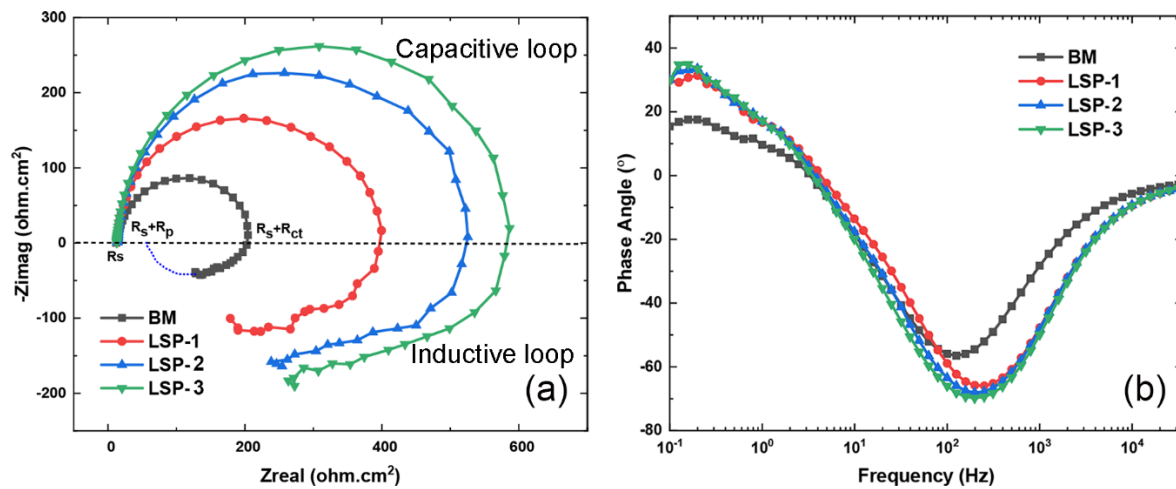 300
200
100
0
-100
-200
-Zimag (ohm.cm²)
Capacitive loop
Rₛ+Rₚ
Rₛ+R꜀ₜ
Rs
BM
LSP-1
LSP-2
LSP-3
Inductive loop
(a)
0 200 400 600
Zreal (ohm.cm²)
40
20
0
-20
-40
-60
-80
Phase Angle (°)
BM
LSP-1
LSP-2
LSP-3
(b)
10⁻¹ 10⁰ 10¹ 10² 10³ 10⁴
Frequency (Hz)